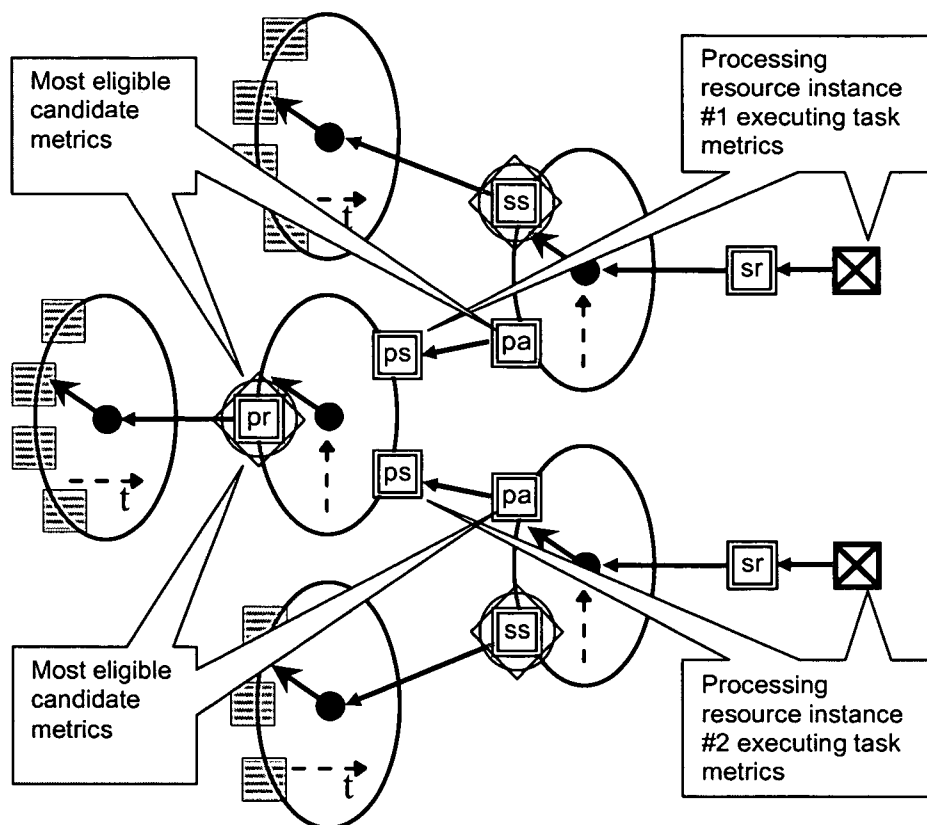 Most eligible
candidate
metrics
Processing
resource instance
#1 executing task
metrics
t
ss
sr
ps
pa
pr
t
ps
pa
sr
ss
Most eligible
candidate
metrics
Processing
resource instance
#2 executing task
metrics
t